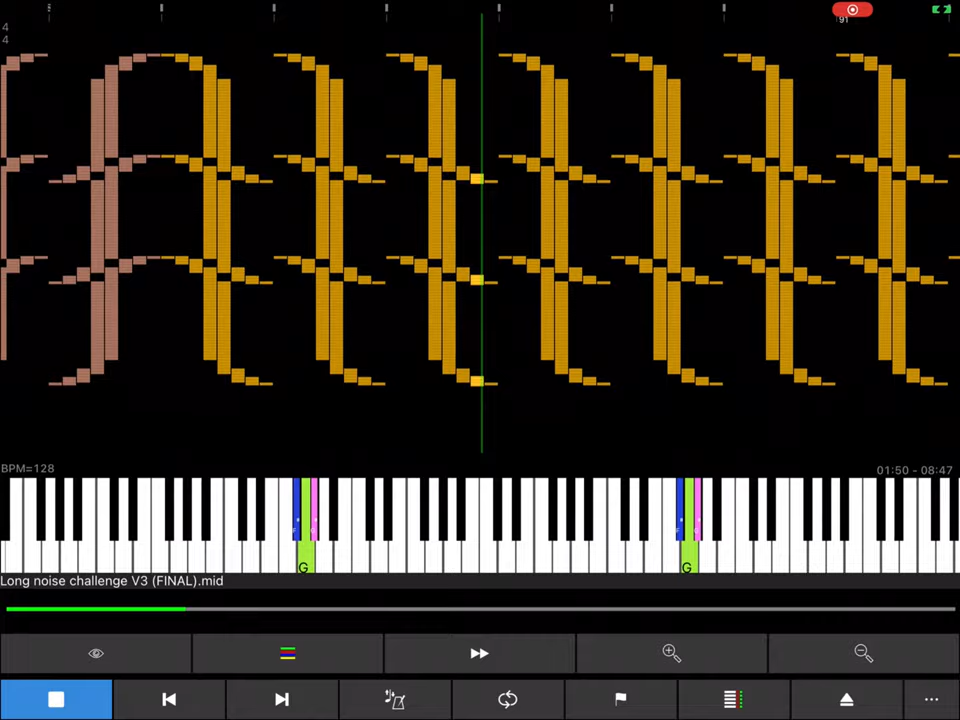 91
4
4
BPM=128
01:50 - 08:47
G
G
Long noise challenge V3 (FINAL).mid